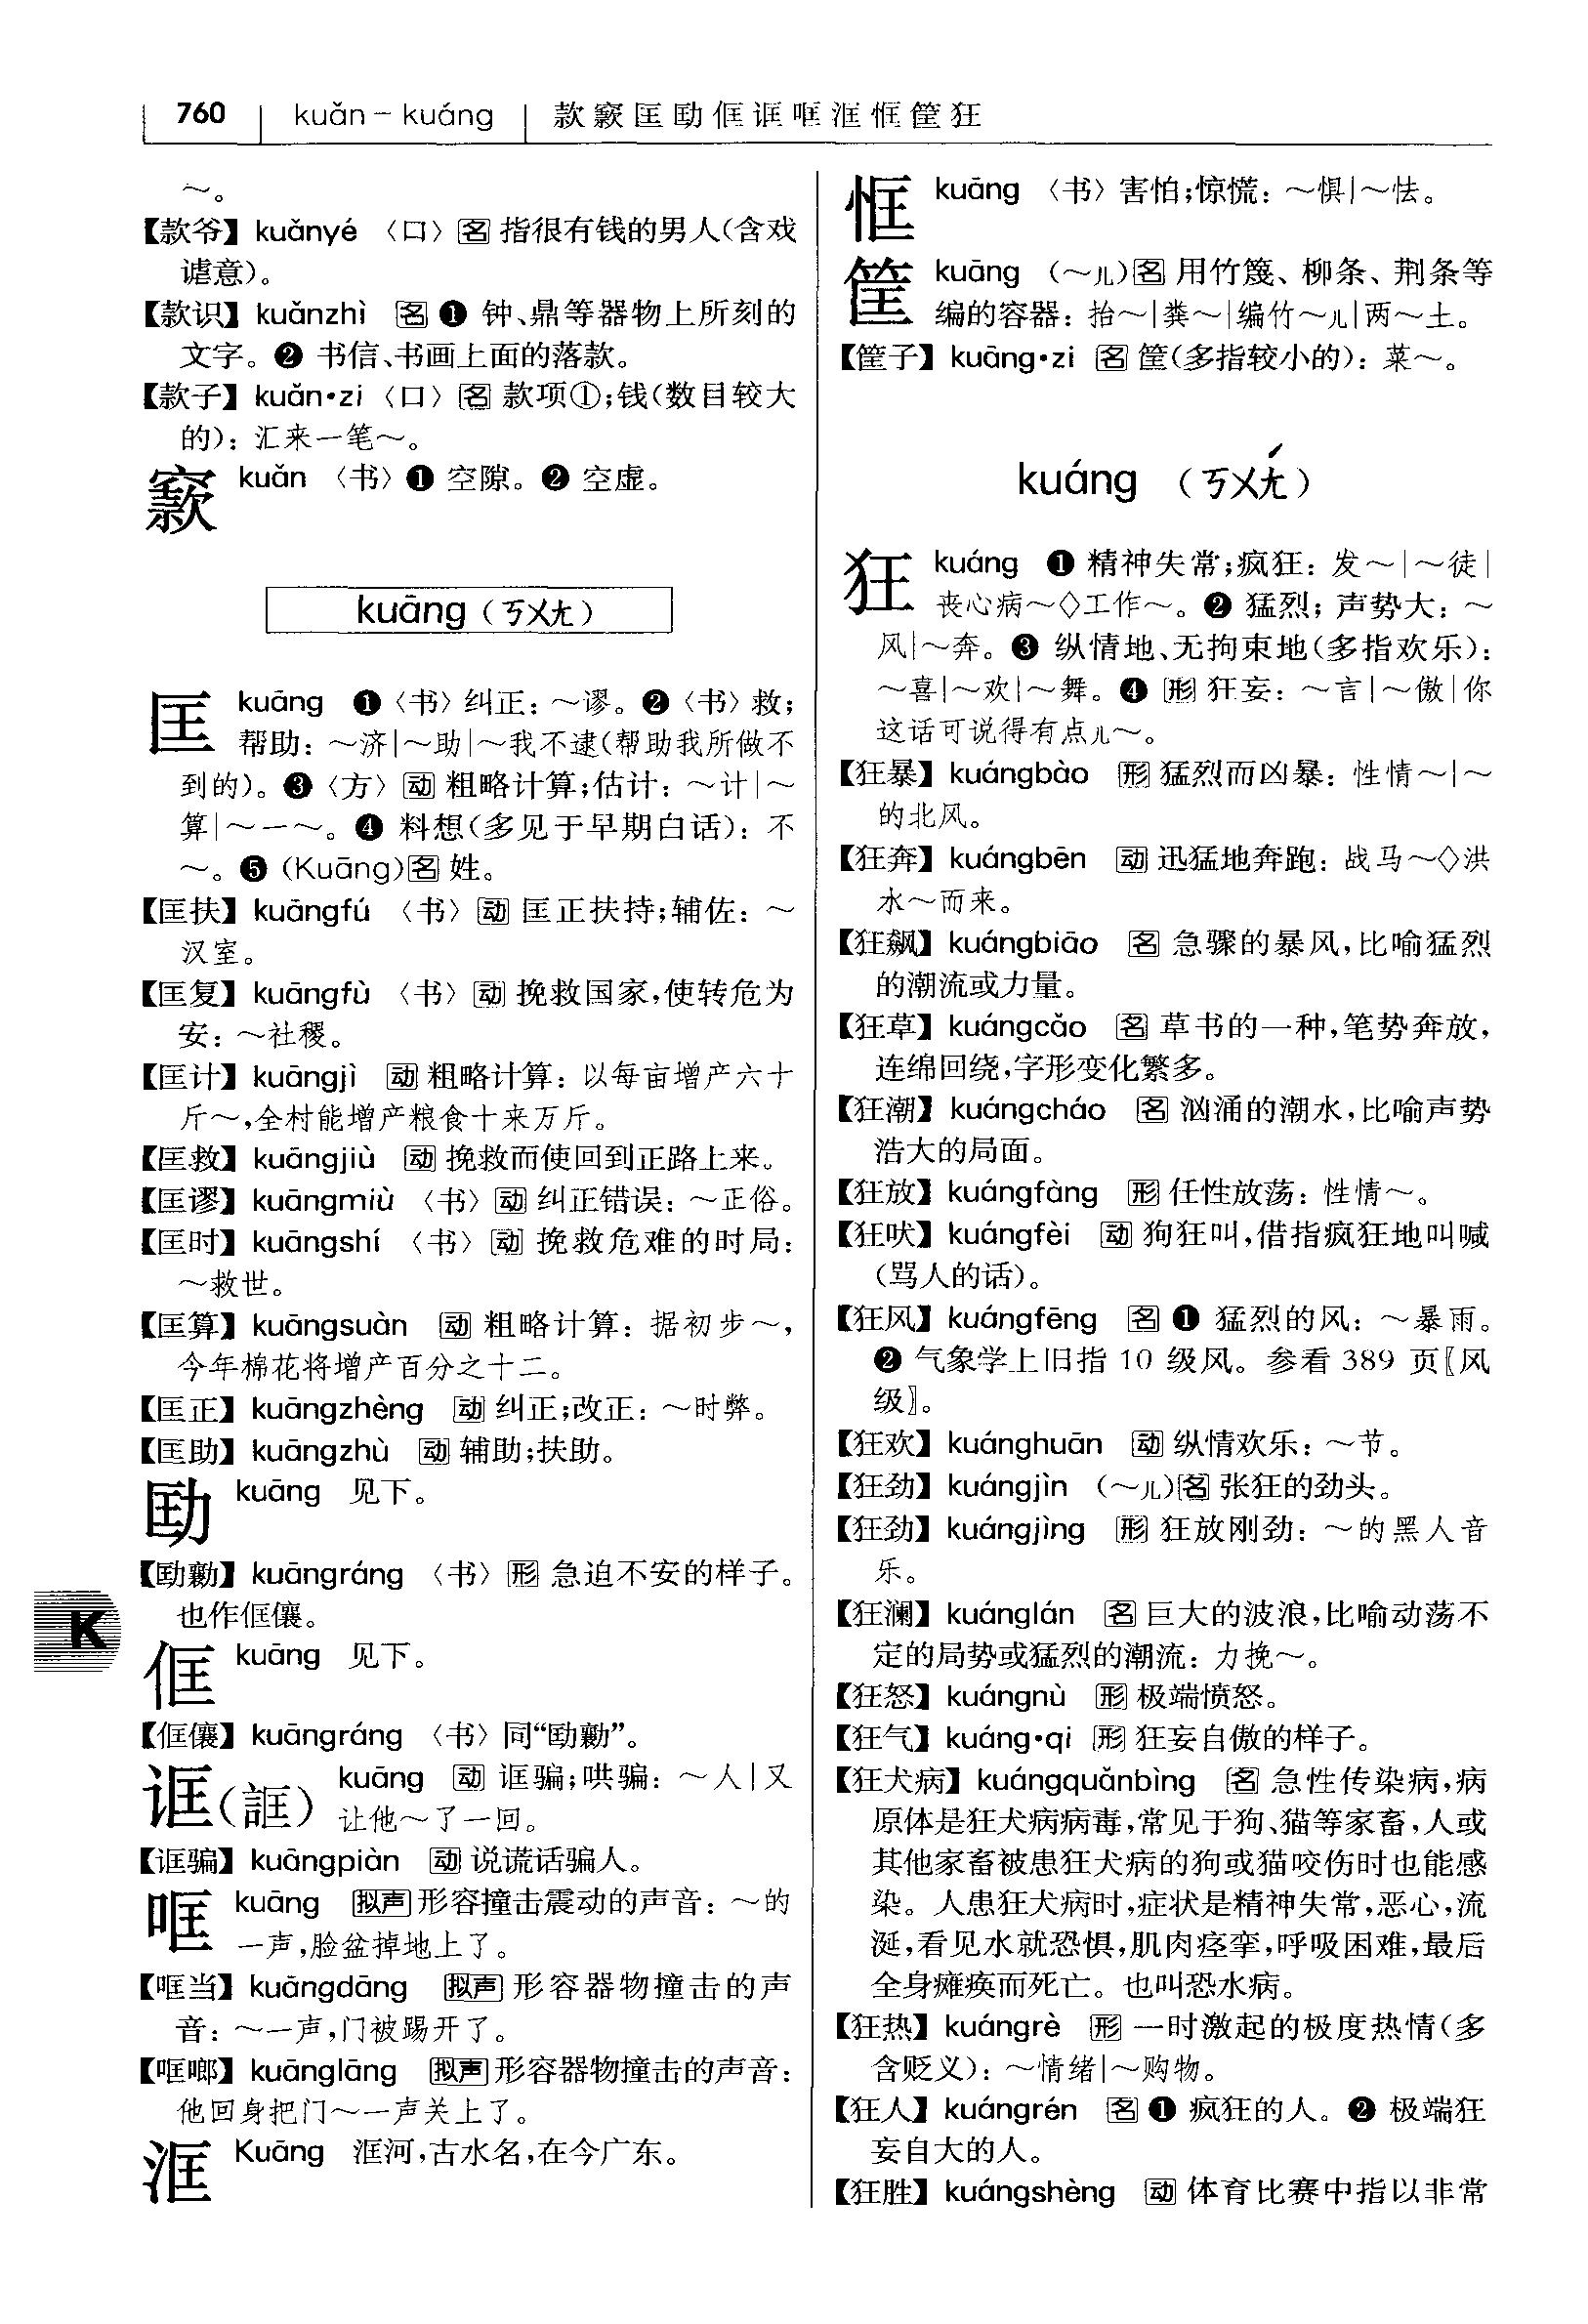 760 kuǎn－kuáng 款窾匡劻佢诓哐洭恇筐狂
～。
【款爷】kuǎnyé 〈口〉名 指很有钱的男人(含戏
谑意)。
【款识】kuǎnzhì 名 ❶ 钟、鼎等器物上所刻的
文字。❷ 书信、书画上面的落款。
【款子】kuǎn•zi〈口〉名 款项①;钱(数目较大
的)：汇来一笔～。
窾 kuǎn 〈书〉❶ 空隙。❷ 空虚。
kuāng (ㄎㄨㄤ)
匡 kuāng ❶〈书〉纠正：～谬。❷〈书〉救;
帮助：～济|～助|～我不逮(帮助我所做不
到的)。❸〈方〉动 粗略计算;估计：～计|～
算|～一～。❹ 料想(多见于早期白话)：不
～。❺ (Kuāng)名 姓。
【匡扶】kuāngfú 〈书〉动 匡正扶持;辅佐：～
汉室。
【匡复】kuāngfù 〈书〉动 挽救国家,使转危为
安：～社稷。
【匡计】kuāngjì 动 粗略计算：以每亩增产六十
斤～,全村能增产粮食十来万斤。
【匡救】kuāngjiù 动 挽救而使回到正路上来。
【匡谬】kuāngmiù 〈书〉动 纠正错误：～正俗。
【匡时】kuāngshí 〈书〉动 挽救危难的时局：
～救世。
【匡算】kuāngsuàn 动 粗略计算：据初步～,
今年棉花将增产百分之十二。
【匡正】kuāngzhèng 动 纠正;改正：～时弊。
【匡助】kuāngzhù 动 辅助;扶助。
劻 kuāng 见下。
【劻勷】kuāngráng 〈书〉形 急迫不安的样子。
也作俇儴。
K
俇 kuāng 见下。
【俇儴】kuāngráng 〈书〉同“劻勷”。
诓(誆) kuāng 动 诓骗;哄骗：～人|又
让他～了一回。
【诓骗】kuāngpiàn 动 说谎话骗人。
哐 kuāng 拟声 形容撞击震动的声音：～的
一声,脸盆掉地上了。
【哐当】kuāngdāng 拟声 形容器物撞击的声
音：～一声,门被踢开了。
【哐啷】kuānglāng 拟声 形容器物撞击的声音：
他回身把门～一声关上了。
洭 Kuāng 洭河,古水名,在今广东。
恇 kuāng 〈书〉害怕;惊慌：～惧|～怯。
筐 kuāng (～儿)名 用竹篾、柳条、荆条等
编的容器：抬～|粪～|编竹～儿|两～土。
【筐子】kuāng•zi 名 筐(多指较小的)：菜～。
kuáng (ㄎㄨㄤˊ)
狂 kuáng ❶ 精神失常;疯狂：发～|～徒|
丧心病～◇工作～。❷ 猛烈;声势大：～
风|～奔。❸ 纵情地、无拘束地(多指欢乐)：
～喜|～欢|～舞。❹ 形 狂妄：～言|～傲|你
这话可说得有点儿～。
【狂暴】kuángbào 形 猛烈而凶暴：性情～|～
的北风。
【狂奔】kuángbēn 动 迅猛地奔跑：战马～◇洪
水～而来。
【狂飙】kuángbiāo 名 急骤的暴风,比喻猛烈
的潮流或力量。
【狂草】kuángcǎo 名 草书的一种,笔势奔放,
连绵回绕,字形变化繁多。
【狂潮】kuángcháo 名 汹涌的潮水,比喻声势
浩大的局面。
【狂放】kuángfàng 形 任性放荡：性情～。
【狂吠】kuángfèi 动 狗狂叫,借指疯狂地叫喊
(骂人的话)。
【狂风】kuángfēng 名 ❶ 猛烈的风：～暴雨。
❷ 气象学上旧指 10 级风。参看 389 页〖风
级〗。
【狂欢】kuánghuān 动 纵情欢乐：～节。
【狂劲】kuángjìn (～儿)名 张狂的劲头。
【狂劲】kuángjìng 形 狂放刚劲：～的黑人音
乐。
【狂澜】kuánglán 名 巨大的波浪,比喻动荡不
定的局势或猛烈的潮流：力挽～。
【狂怒】kuángnù 形 极端愤怒。
【狂气】kuáng•qi 形 狂妄自傲的样子。
【狂犬病】kuángquǎnbìng 名 急性传染病,病
原体是狂犬病病毒,常见于狗、猫等家畜,人或
其他家畜被患狂犬病的狗或猫咬伤时也能感
染。人患狂犬病时,症状是精神失常,恶心,流
涎,看见水就恐惧,肌肉痉挛,呼吸困难,最后
全身瘫痪而死亡。也叫恐水病。
【狂热】kuángrè 形 一时激起的极度热情(多
含贬义)：～情绪|～购物。
【狂人】kuángrén 名 ❶ 疯狂的人。❷ 极端狂
妄自大的人。
【狂胜】kuángshèng 动 体育比赛中指以非常